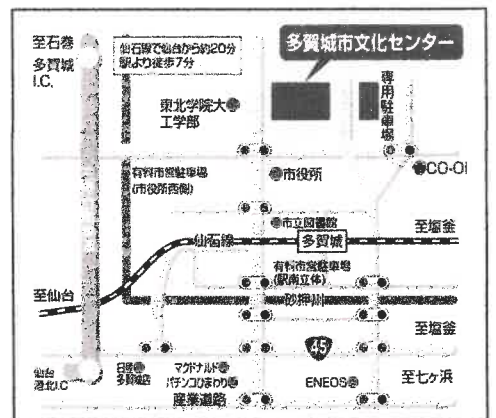 至石巻
多賀城
I.C.
仙石線で仙台から約20分
駅より徒歩7分
多賀城市文化センター
専用駐車場
東北学院大
工学部
有料市営駐車場
(市役所西側)
市役所
CO-OP
市立図書館
至塩釜
仙石線
多賀城
有料市営駐車場
(駅南立体)
至仙台
砂押川
至塩釜
45
仙台
港北I.C
日産
多賀城店
マクドナルド
パチンコひまわり
ENEOS
至七ヶ浜
産業道路